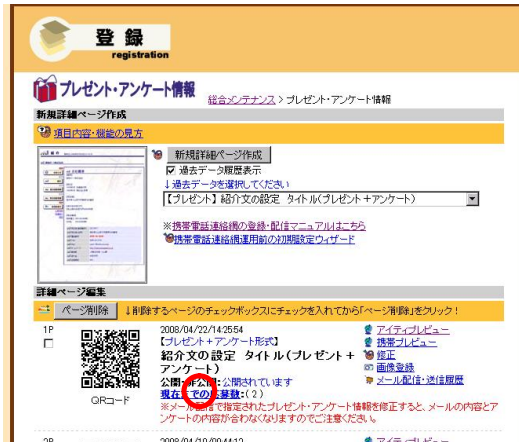 登録
registration
プレゼント・アンケート情報
総合メンテナンス > プレゼント・アンケート情報
新規詳細ページ作成
項目内容・機能の見方
新規詳細ページ作成
過去データ履歴表示
↓過去データを選択してください
【プレゼント】紹介文の設定 タイトル(プレゼント+アンケート)
※携帯電話連絡網の登録・配信マニュアルはこちら
携帯電話連絡網運用前の初期設定ウィザード
詳細ページ編集
ページ削除 ↓削除するページのチェックボックスにチェックを入れてから「ページ削除」をクリック!
1P
2008/04/22/14:25:54
【プレゼント+アンケート形式】
紹介文の設定 タイトル(プレゼント+
アンケート)
公開・非公開:公開されています
現在までの応募数:(2)
※メール配信で指定されたプレゼント・アンケート情報を修正すると、メールの内容とア
ンケートの内容が合わなくなりますのでご注意ください。
QRコード
アイティプレビュー
携帯プレビュー
修正
画像登録
メール配信・送信履歴